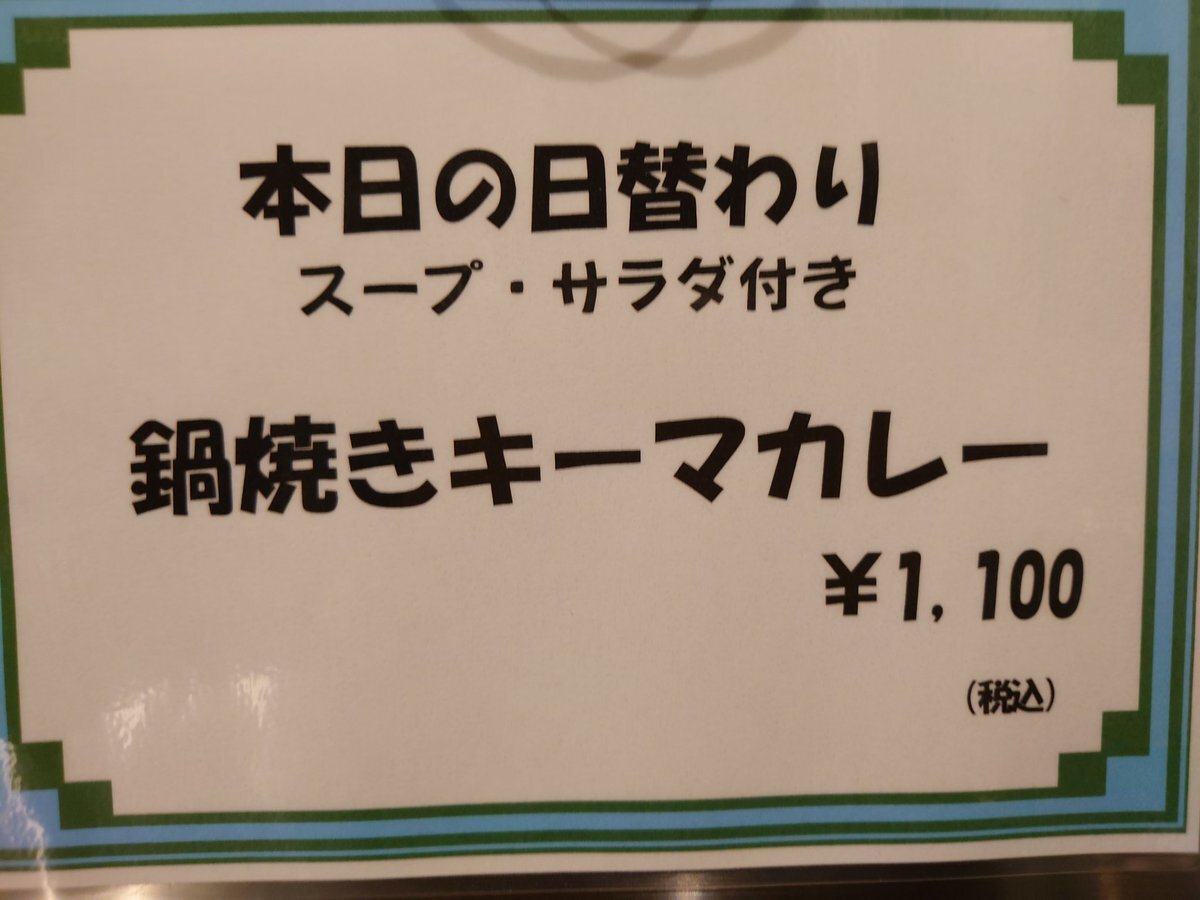 本日の日替わり
スープ・サラダ付き
鍋焼きキーマカレー
¥1,100
(税込)